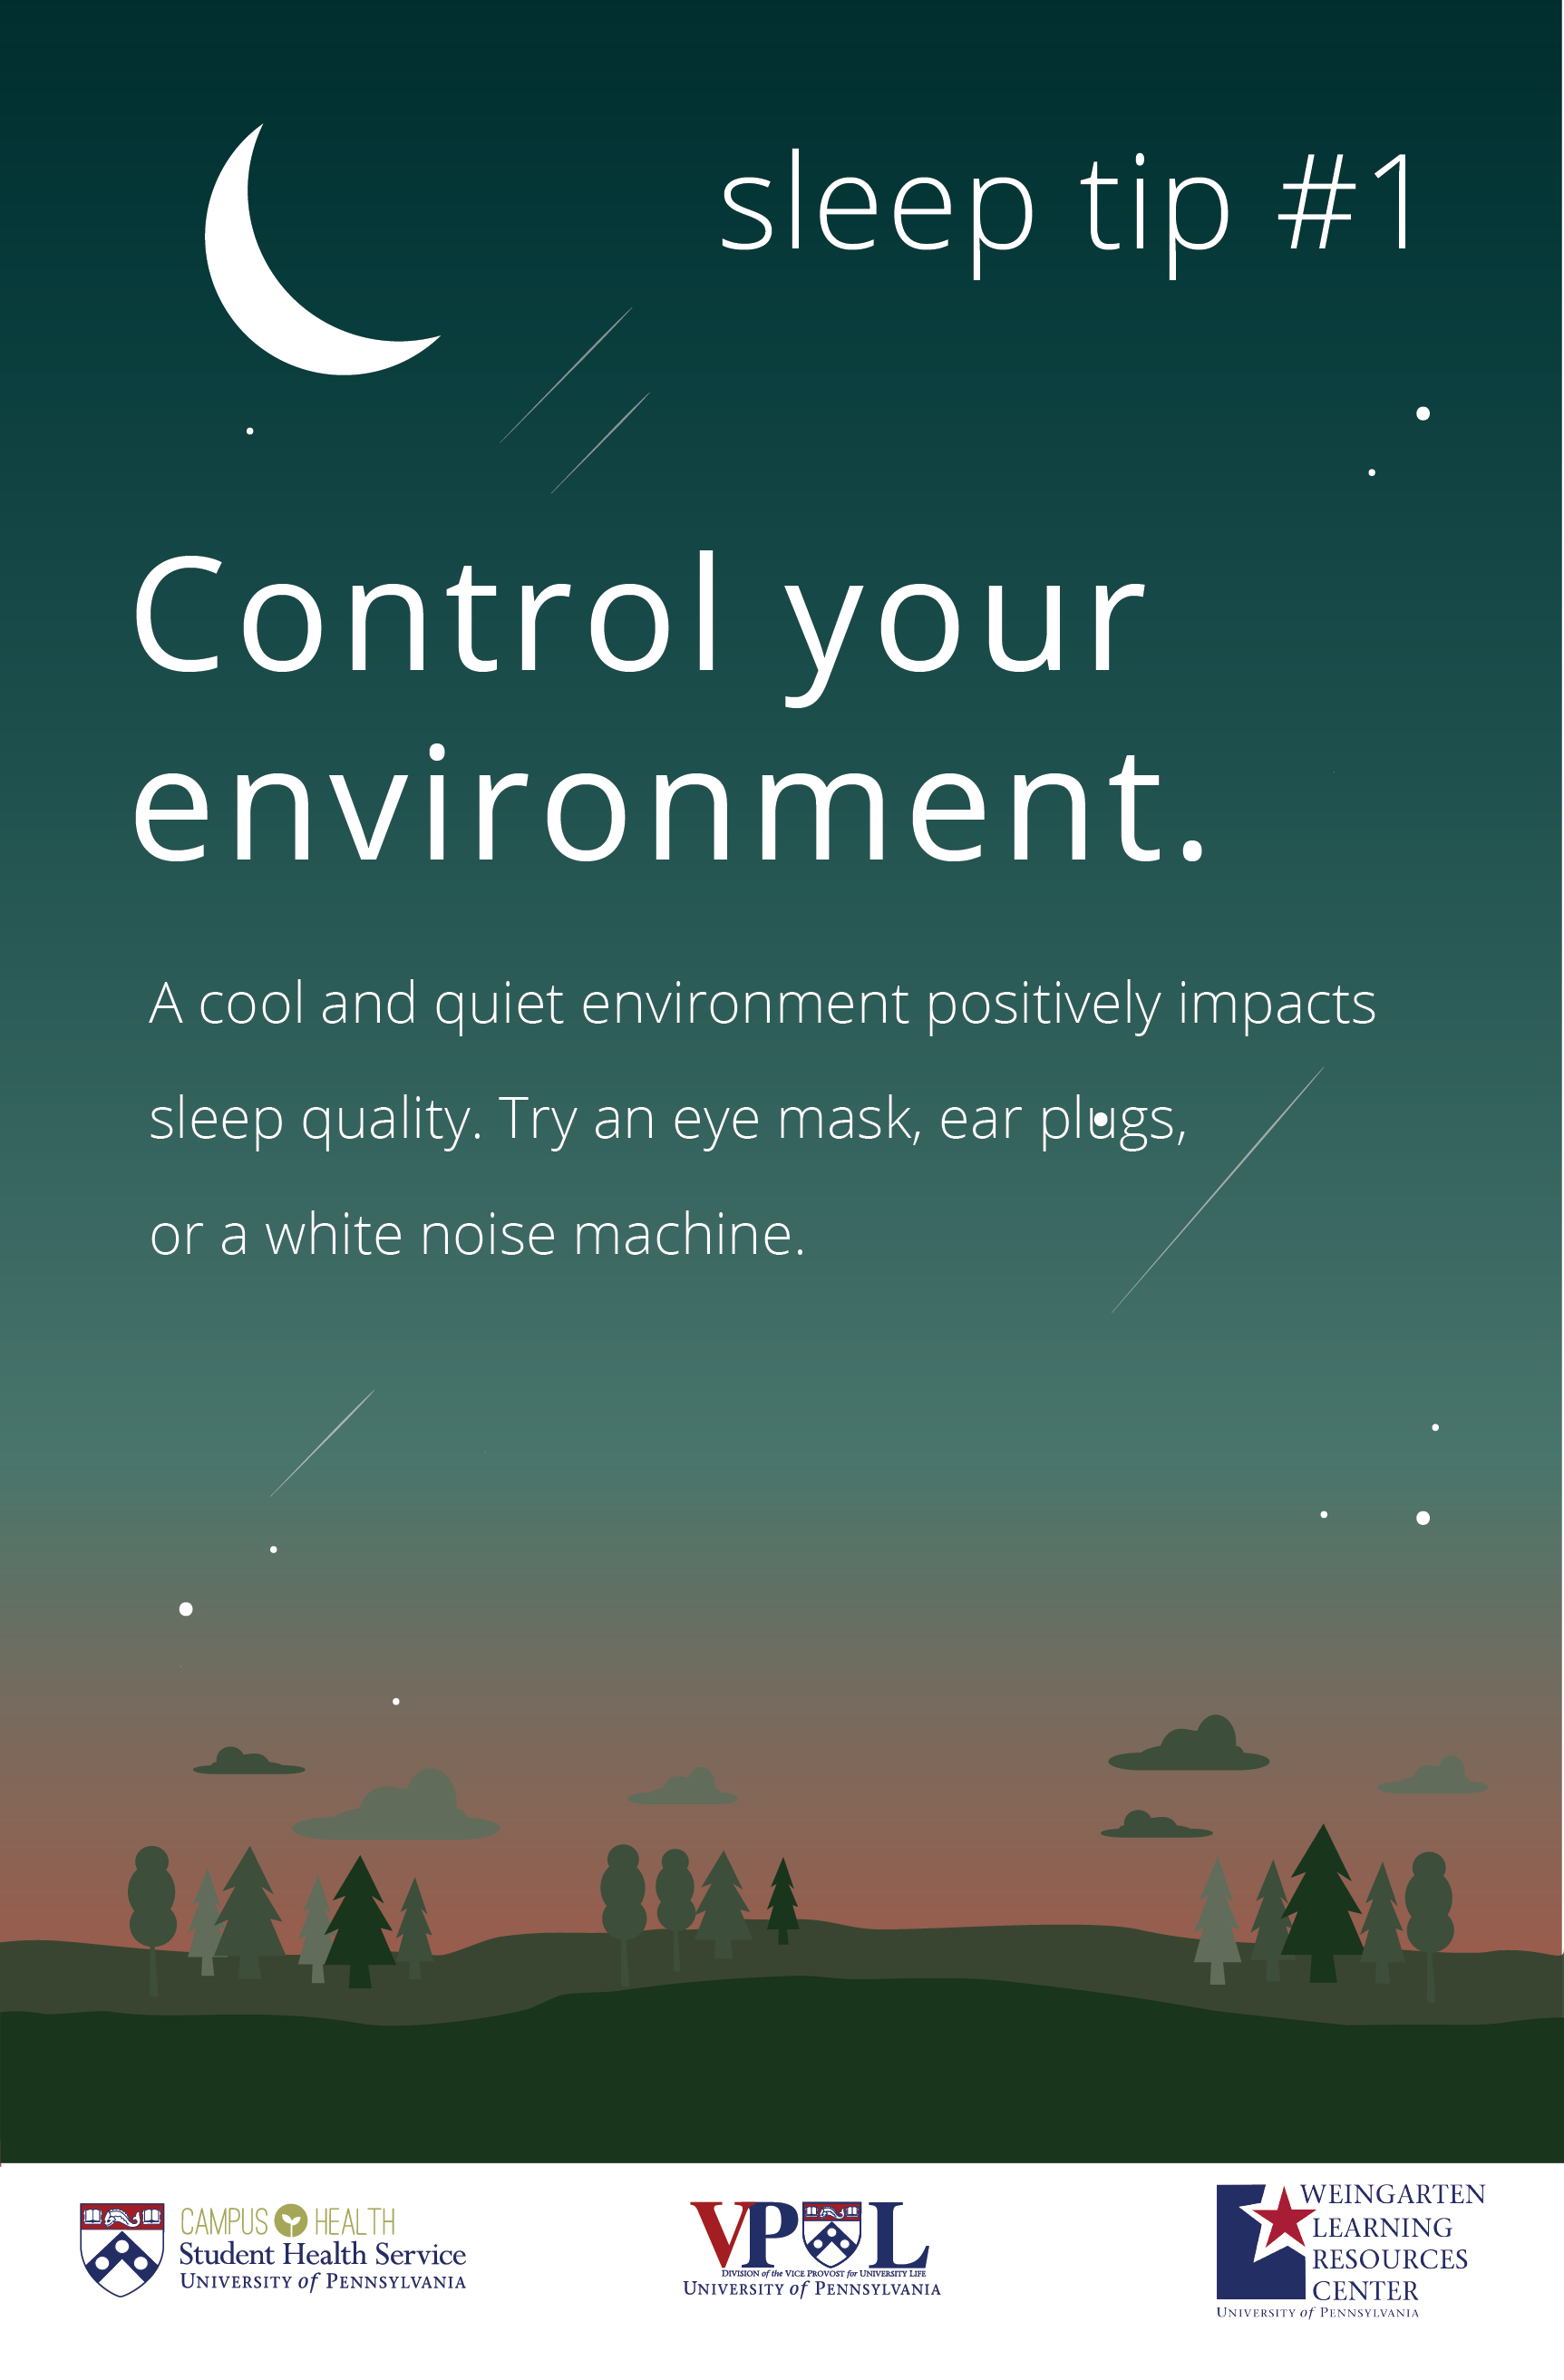 sleep tip #1
Control your
environment.
A cool and quiet environment positively impacts
sleep quality. Try an eye mask, ear plugs,
or a white noise machine.
CAMPUS HEALTH
Student Health Service
UNIVERSITY of PENNSYLVANIA
VPUL
DIVISION of the VICE PROVOST for UNIVERSITY LIFE
UNIVERSITY of PENNSYLVANIA
WEINGARTEN
LEARNING
RESOURCES
CENTER
UNIVERSITY of PENNSYLVANIA